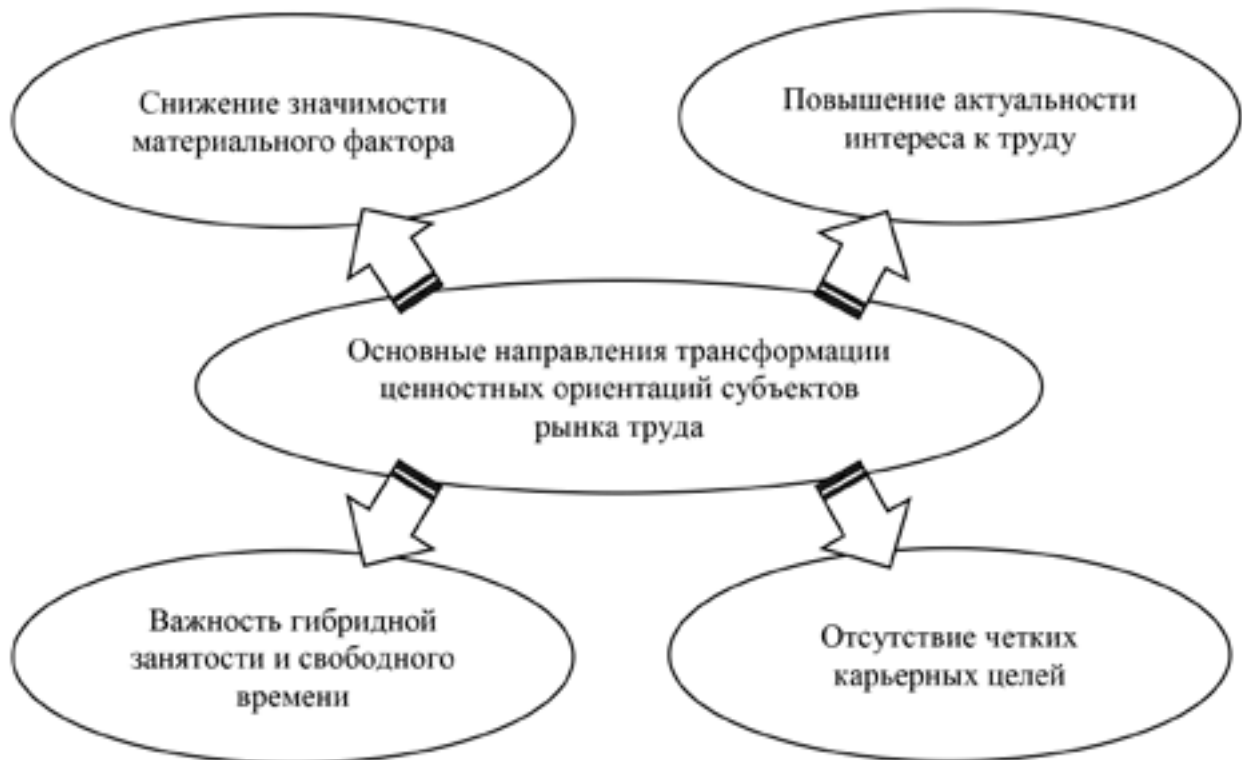 Снижение значимости
материального фактора
Повышение актуальности
интереса к труду
Основные направления трансформации
ценностных ориентаций субъектов
рынка труда
Важность гибридной
занятости и свободного
времени
Отсутствие четких
карьерных целей